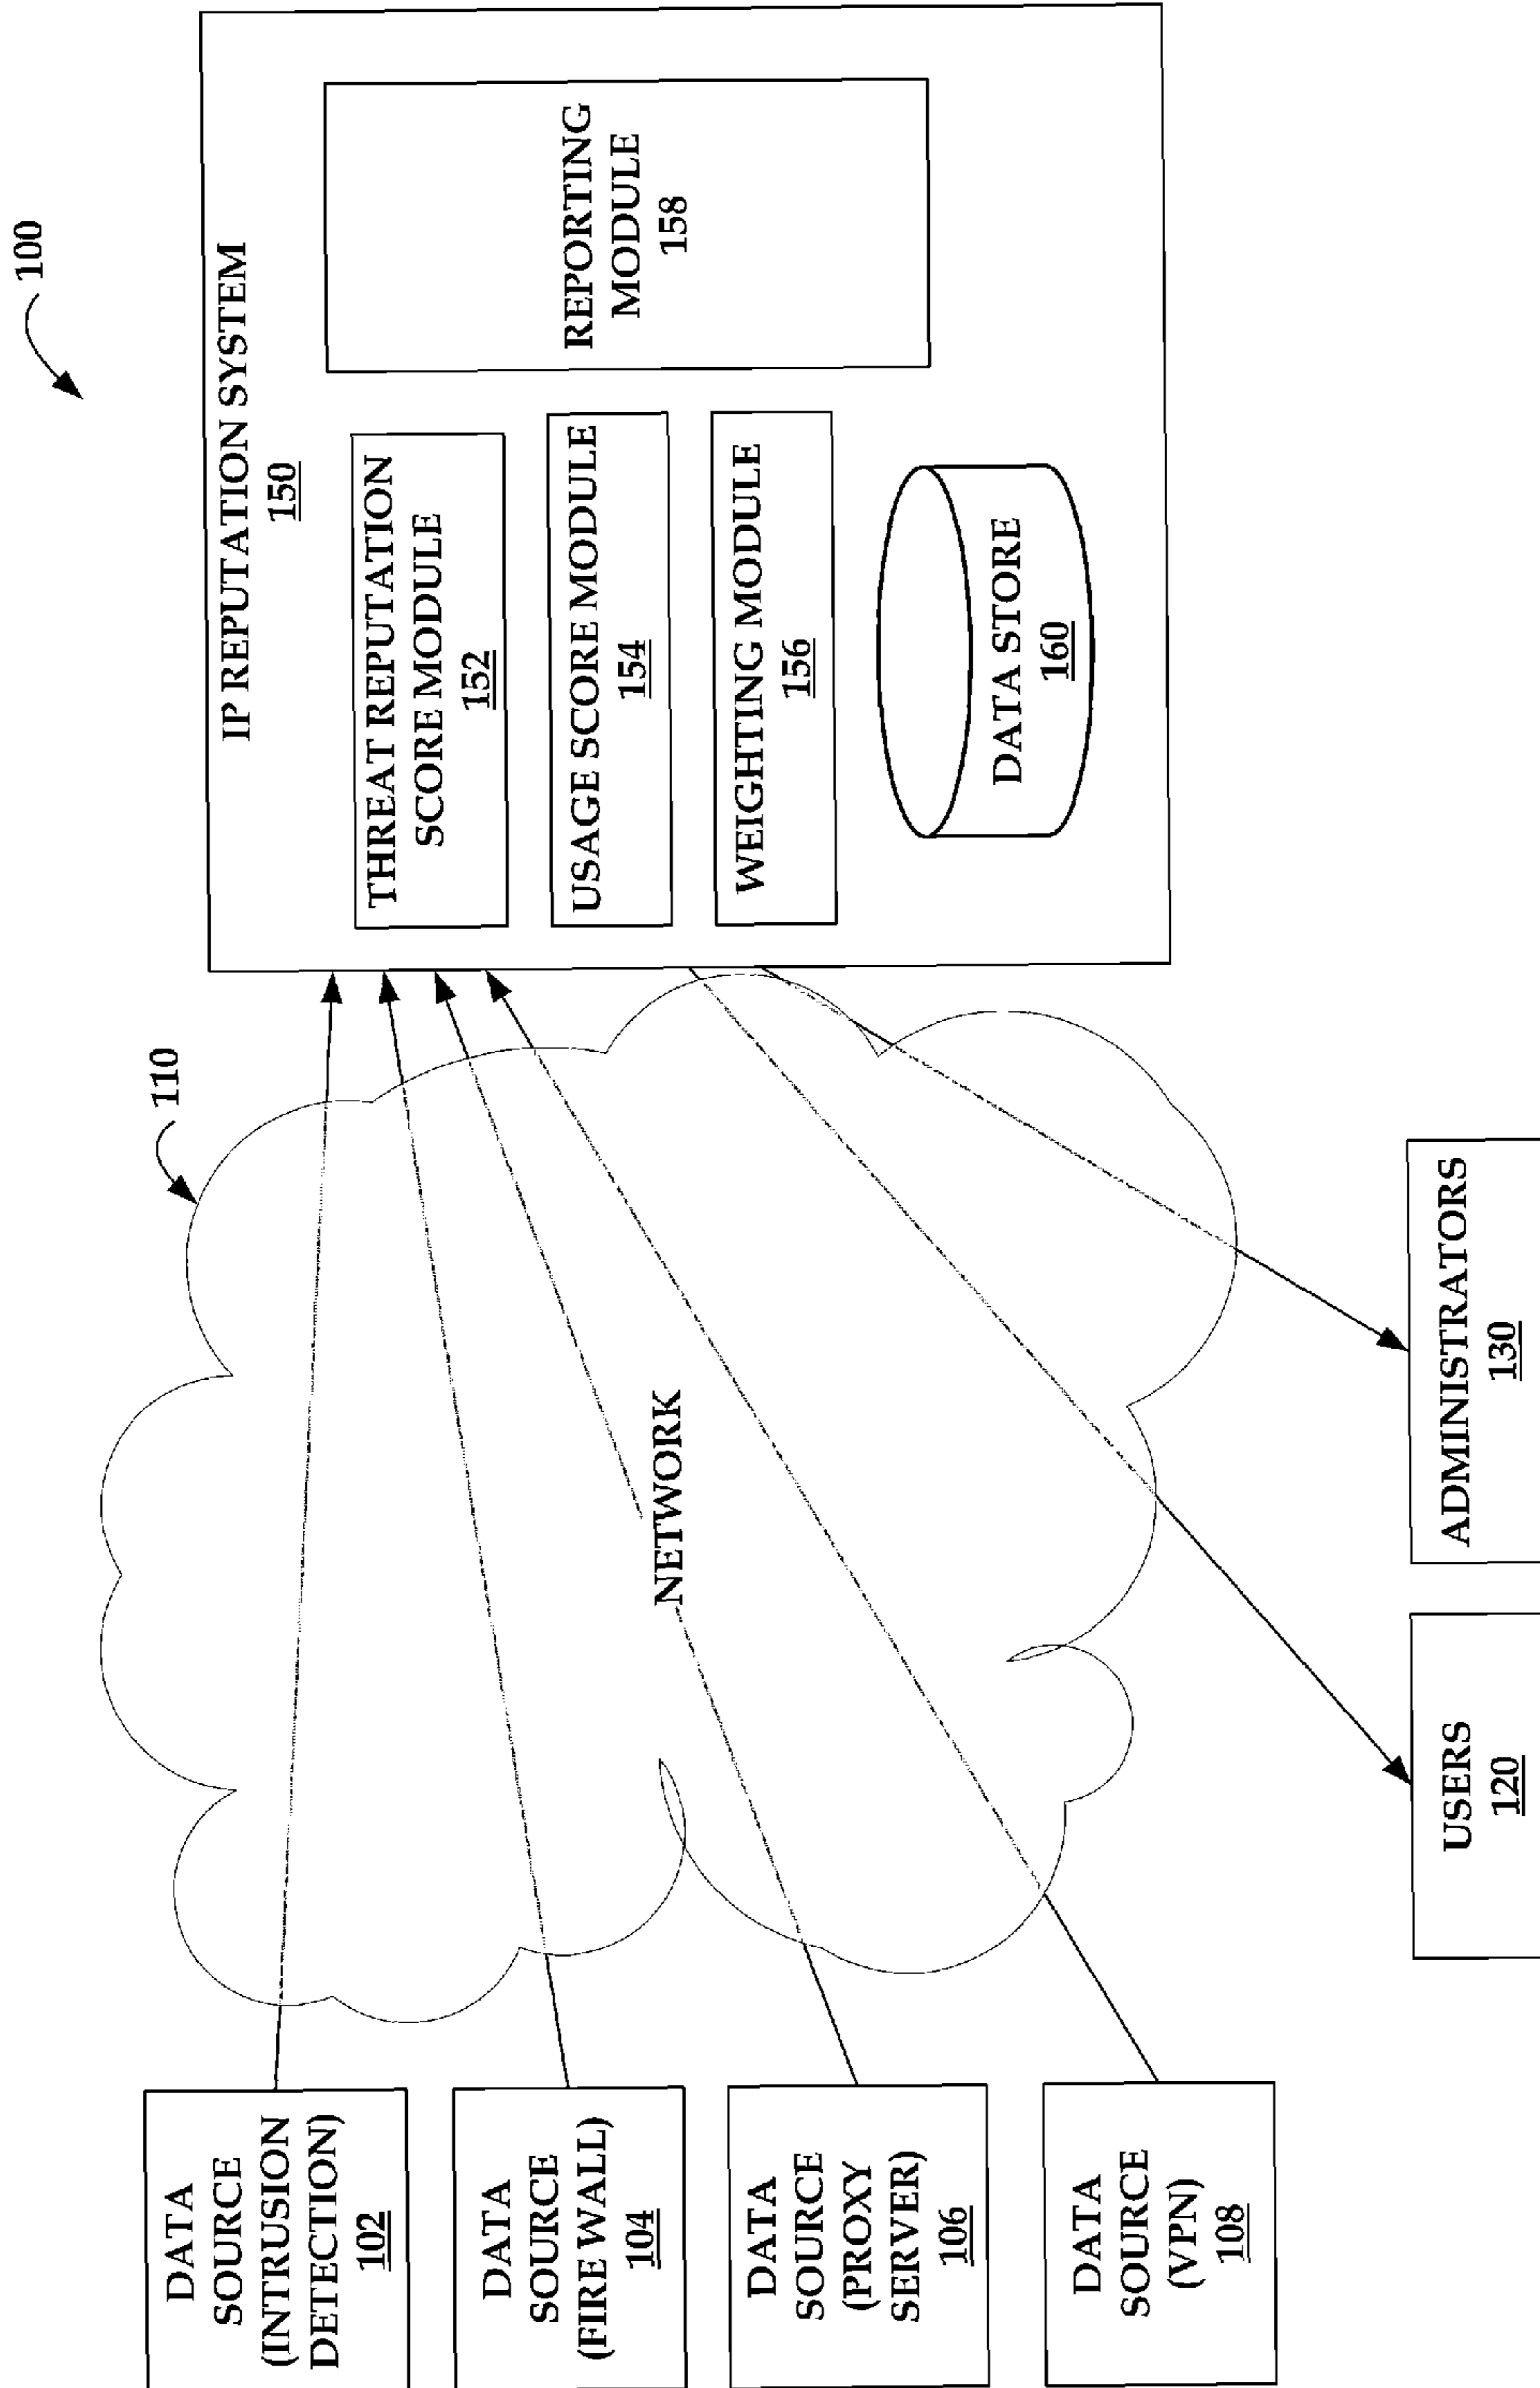 100
110
DATA
SOURCE
(INTRUSION
DETECTION)
102
DATA
SOURCE
(FIRE WALL)
104
DATA
SOURCE
(PROXY
SERVER)
106
DATA
SOURCE
(VPN)
108
NETWORK
IP REPUTATION SYSTEM
150
THREAT REPUTATION
SCORE MODULE
152
USAGE SCORE MODULE
154
WEIGHTING MODULE
156
DATA STORE
160
REPORTING
MODULE
158
USERS
120
ADMINISTRATORS
130